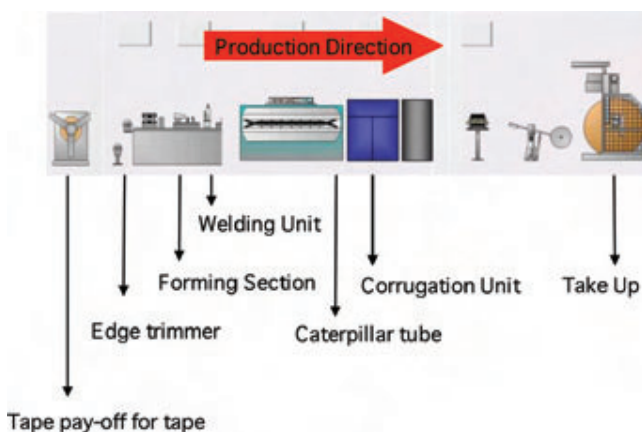 Production Direction
Welding Unit
Forming Section
Corrugation Unit
Take Up
Edge trimmer
Caterpillar tube
Tape pay-off for tape